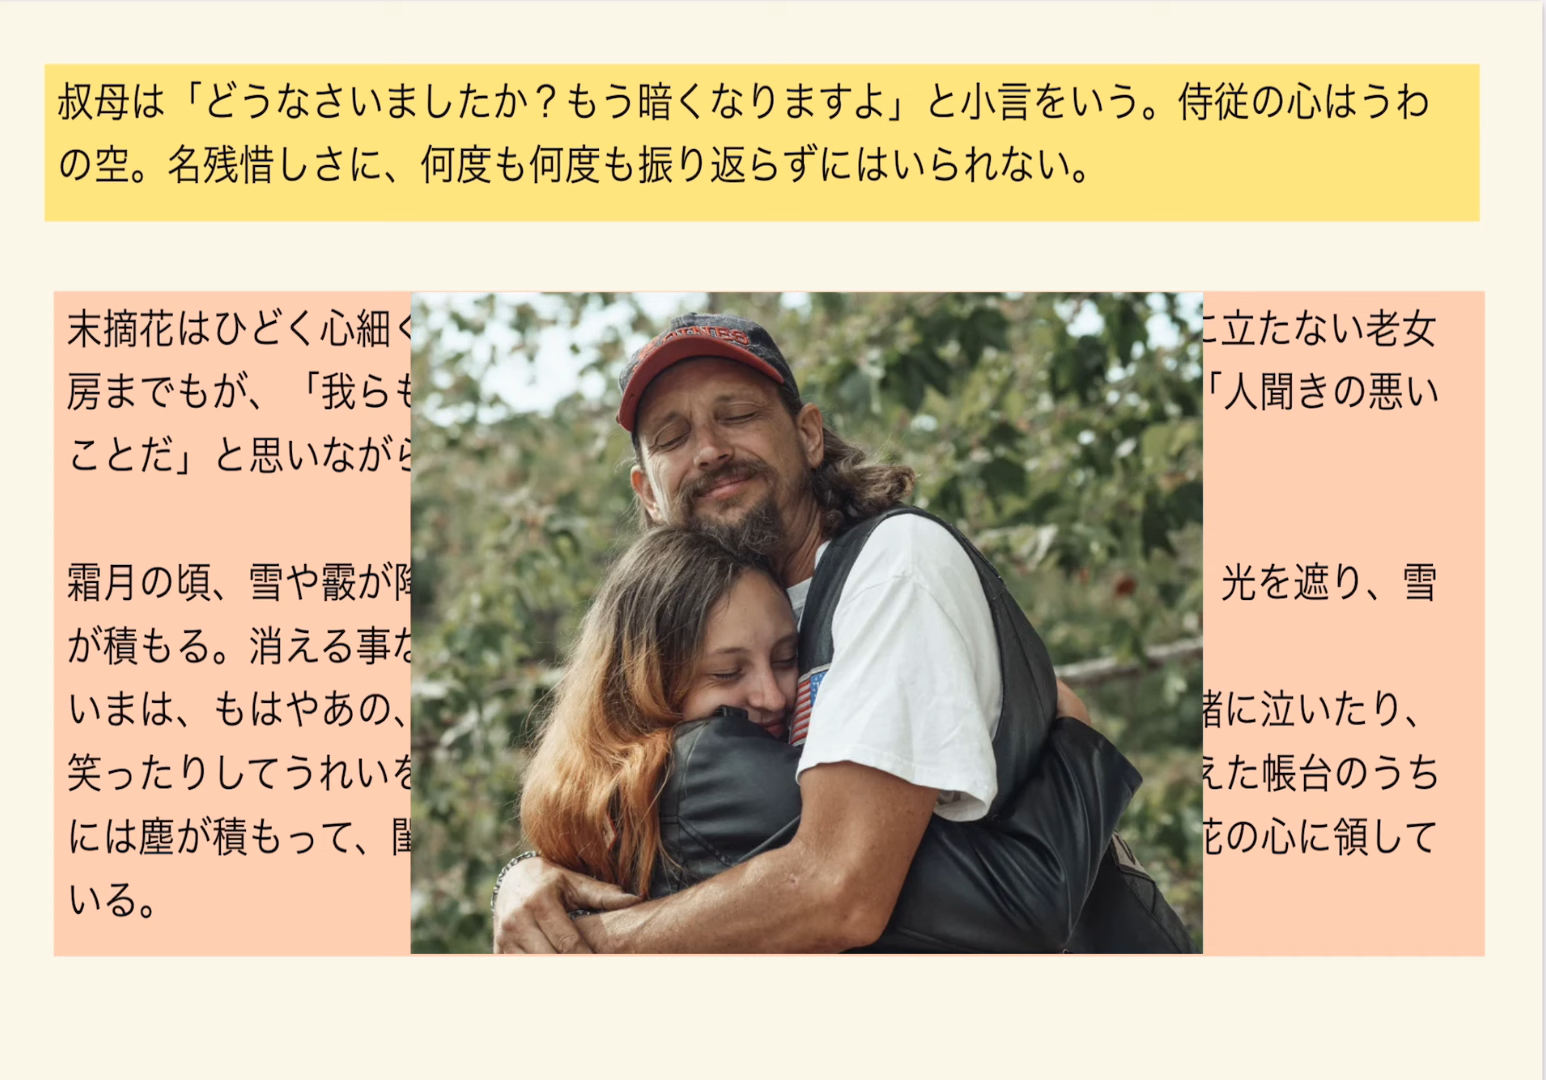 叔母は「どうなさいましたか？もう暗くなりますよ」と小言をいう。侍従の心はうわ
の空。名残惜しさに、何度も何度も振り返らずにはいられない。
末摘花はひどく心細く に立たない老女
房までもが、「我らも 「人聞きの悪い
ことだ」と思いながら
霜月の頃、雪や霰が降 光を遮り、雪
が積もる。消える事な
いまは、もはやあの、 緒に泣いたり、
笑ったりしてうれいを えた帳台のうち
には塵が積もって、閨 花の心に領して
いる。